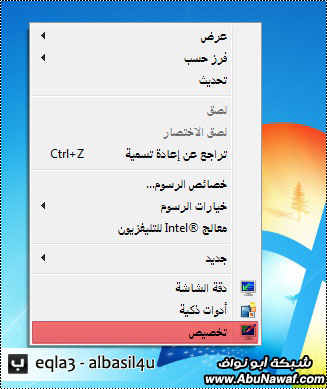 عرض
فرز حسب
تحديث
لصق
لصق الاختصار
تراجع عن إعادة تسمية Ctrl+Z
خصائص الرسوم...
خيارات الرسوم
معالج Intel®‎ للتليفزيون
جديد
دقة الشاشة
أدوات ذكية
تخصيص
ب eqla3 - albasil4u
شبكة أبو نواف
www.AbuNawaf.com